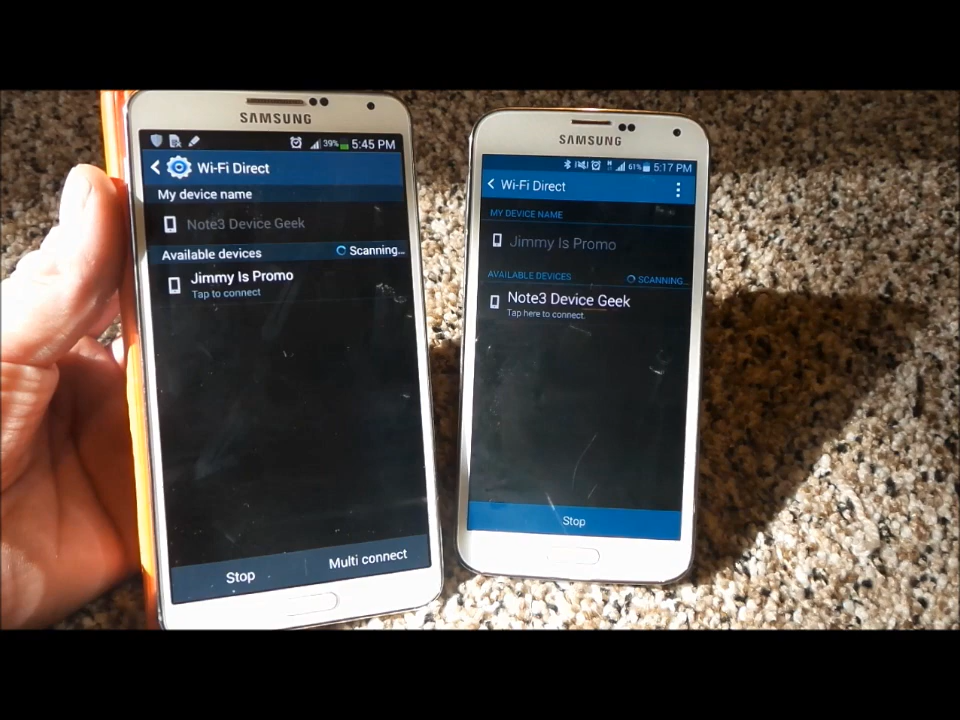 SAMSUNG
39% 5:45 PM
Wi-Fi Direct
My device name
Note3 Device Geek
Available devices
Scanning...
Jimmy Is Promo
Tap to connect
Stop
Multi connect
SAMSUNG
61% 5:17 PM
Wi-Fi Direct
MY DEVICE NAME
Jimmy Is Promo
AVAILABLE DEVICES
SCANNING...
Note3 Device Geek
Tap here to connect.
Stop